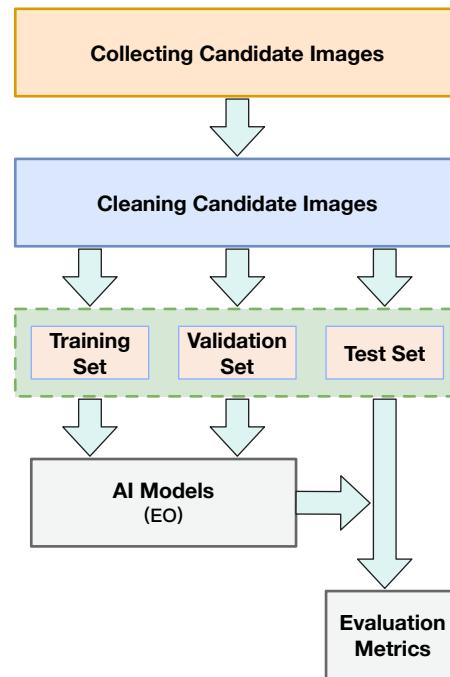 Collecting Candidate Images
Cleaning Candidate Images
Training
Set
Validation
Set
Test Set
AI Models
(EO)
Evaluation
Metrics